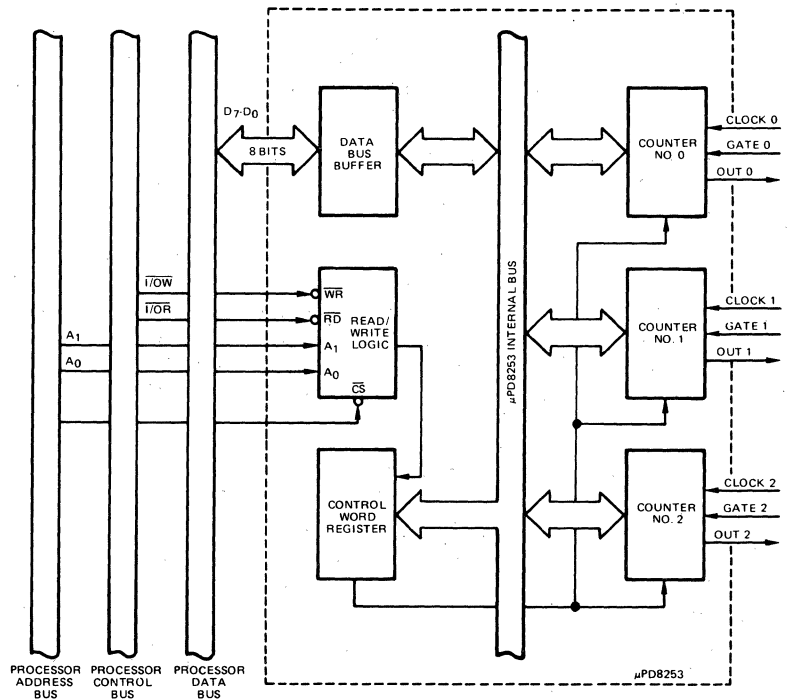 D7-D0
8 BITS
DATA
BUS
BUFFER
COUNTER
NO. 0
CLOCK 0
GATE 0
OUT 0
I/OW
I/OR
A1
A0
WR
RD
A1
A0
CS
READ/
WRITE
LOGIC
μPD8253 INTERNAL BUS
COUNTER
NO. 1
CLOCK 1
GATE 1
OUT 1
CONTROL
WORD
REGISTER
COUNTER
NO. 2
CLOCK 2
GATE 2
OUT 2
PROCESSOR
ADDRESS
BUS
PROCESSOR
CONTROL
BUS
PROCESSOR
DATA
BUS
μPD8253